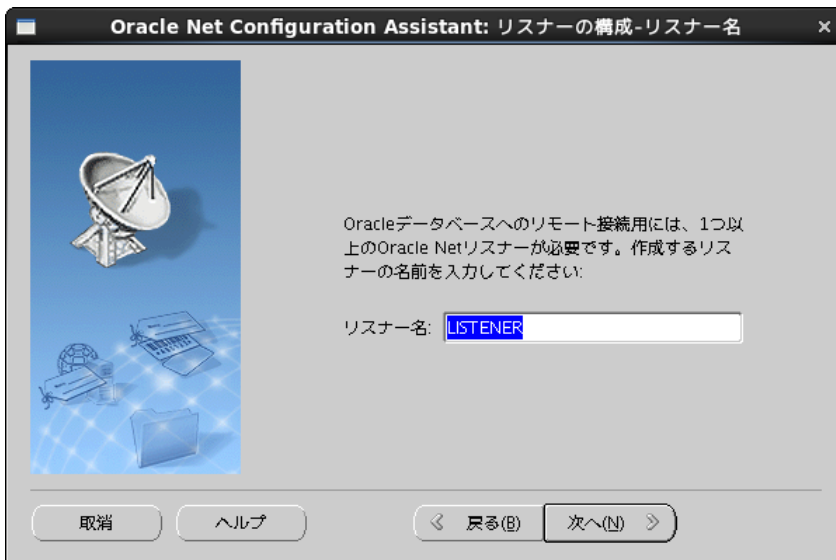 Oracle Net Configuration Assistant: リスナーの構成-リスナー名
Oracleデータベースへのリモート接続用には、1つ以
上のOracle Netリスナーが必要です。作成するリス
ナーの名前を入力してください:
リスナー名: LISTENER
取消 ヘルプ 戻る(B) 次へ(N)